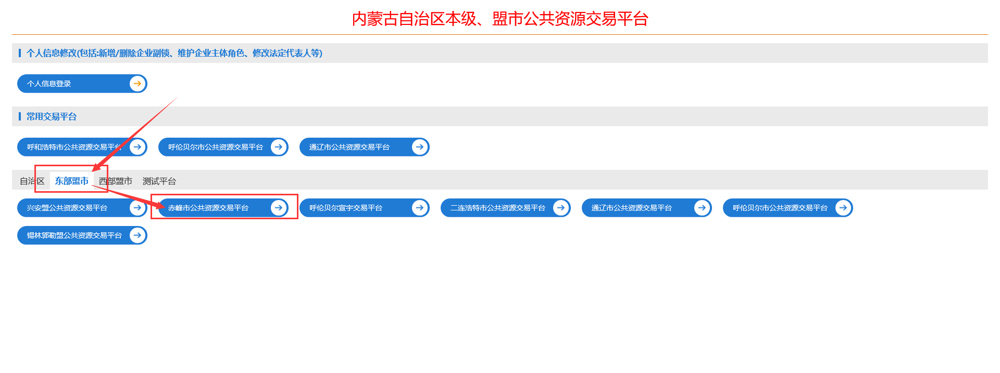 内蒙古自治区本级、盟市公共资源交易平台
个人信息修改(包括:新增/删除企业副锁、维护企业主体角色、修改法定代表人等)
个人信息登录
常用交易平台
呼和浩特市公共资源交易平台 呼伦贝尔市公共资源交易平台 通辽市公共资源交易平台
自治区 东部盟市 西部盟市 测试平台
兴安盟公共资源交易平台 赤峰市公共资源交易平台 呼伦贝尔宣宇交易平台 二连浩特市公共资源交易平台 通辽市公共资源交易平台 呼伦贝尔市公共资源交易平台
锡林郭勒盟公共资源交易平台